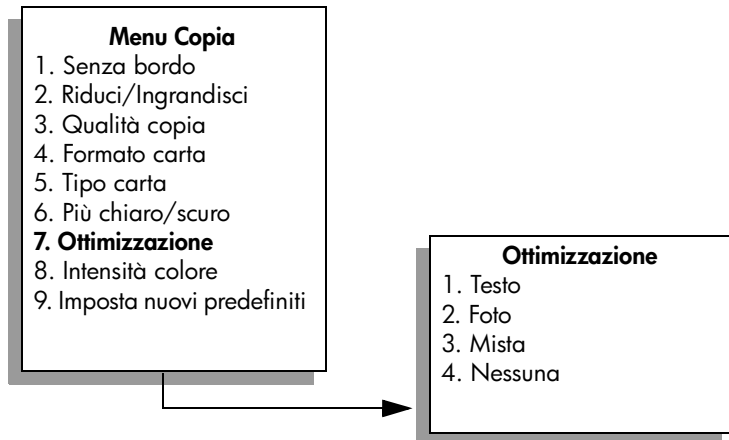 Menu Copia
1. Senza bordo
2. Riduci/Ingrandisci
3. Qualità copia
4. Formato carta
5. Tipo carta
6. Più chiaro/scuro
7. Ottimizzazione
8. Intensità colore
9. Imposta nuovi predefiniti
Ottimizzazione
1. Testo
2. Foto
3. Mista
4. Nessuna